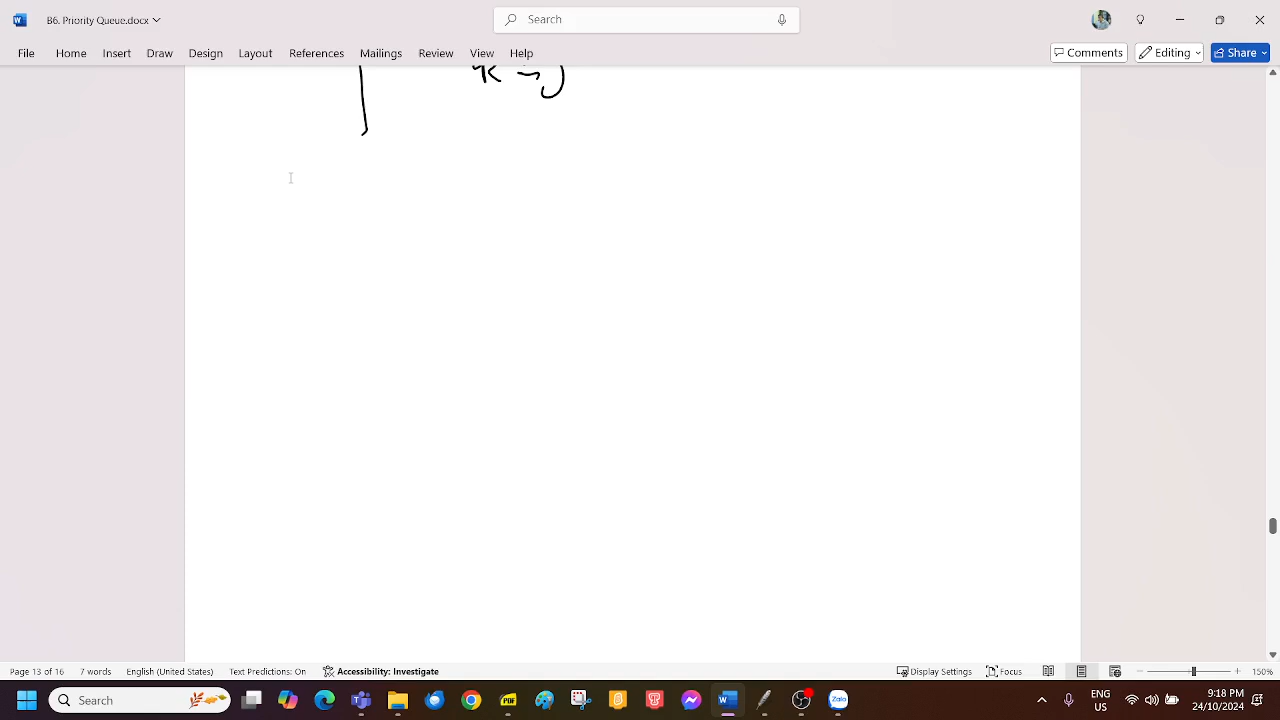 B6. Priority Queue.docx
Search
File Home Insert Draw Design Layout References Mailings Review View Help
Comments Editing Share
Page 13 of 16 7 words English (United States) Text Predictions: On Accessibility: Investigate Display Settings Focus 150%
Search
PDF
Zalo
ENG
US
9:18 PM
24/10/2024